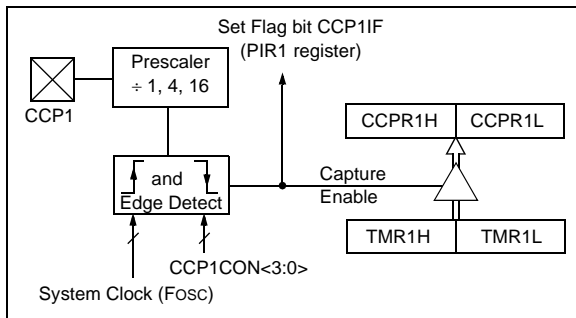 Set Flag bit CCP1IF
(PIR1 register)
Prescaler
÷ 1, 4, 16
CCP1
CCPR1H
CCPR1L
and
Edge Detect
Capture
Enable
TMR1H
TMR1L
CCP1CON<3:0>
System Clock (FOSC)